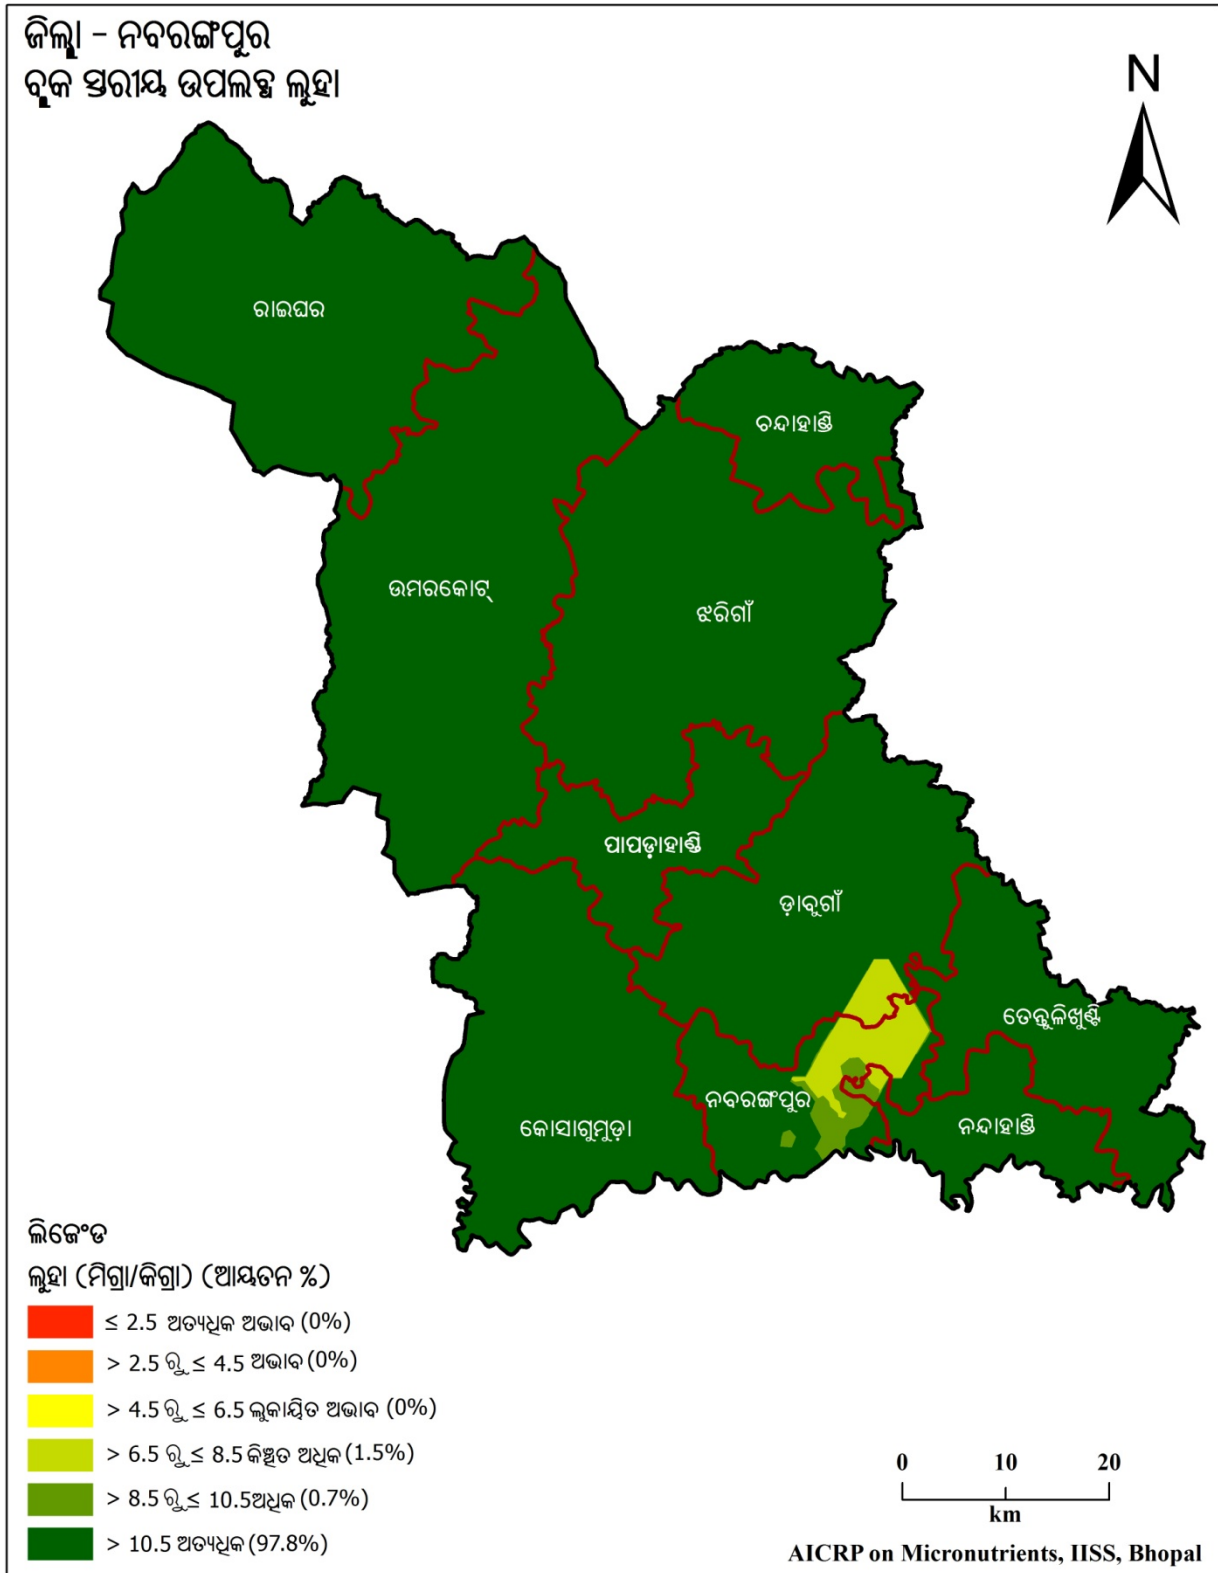 ଜିଲ୍ଲା - ନବରଙ୍ଗପୁର
ବ୍ଲକ ସ୍ତରୀୟ ଉପଲବ୍ଧ ଲୁହା
N
ରାଇଘର
ଚନ୍ଦାହାଣ୍ଡି
ଉମରକୋଟ୍
ଝରିଗାଁ
ପାପଡ଼ାହାଣ୍ଡି
ଡ଼ାବୁଗାଁ
ତେନ୍ତୁଳିଖୁଣ୍ଟି
ନବରଙ୍ଗପୁର
କୋସାଗୁମୁଡ଼ା
ନନ୍ଦାହାଣ୍ଡି
ଲିଜେଂଡ
ଲୁହା (ମିଗ୍ରା/କିଗ୍ରା) (ଆୟତନ %)
≤ 2.5 ଅତ୍ୟଧିକ ଅଭାବ (0%)
> 2.5 ରୁ ≤ 4.5 ଅଭାବ (0%)
> 4.5 ରୁ ≤ 6.5 ଲୁକାୟିତ ଅଭାବ (0%)
> 6.5 ରୁ ≤ 8.5 କିଞ୍ଚିତ ଅଧିକ (1.5%)
> 8.5 ରୁ ≤ 10.5 ଅଧିକ (0.7%)
> 10.5 ଅତ୍ୟଧିକ (97.8%)
0 10 20
km
AICRP on Micronutrients, IISS, Bhopal